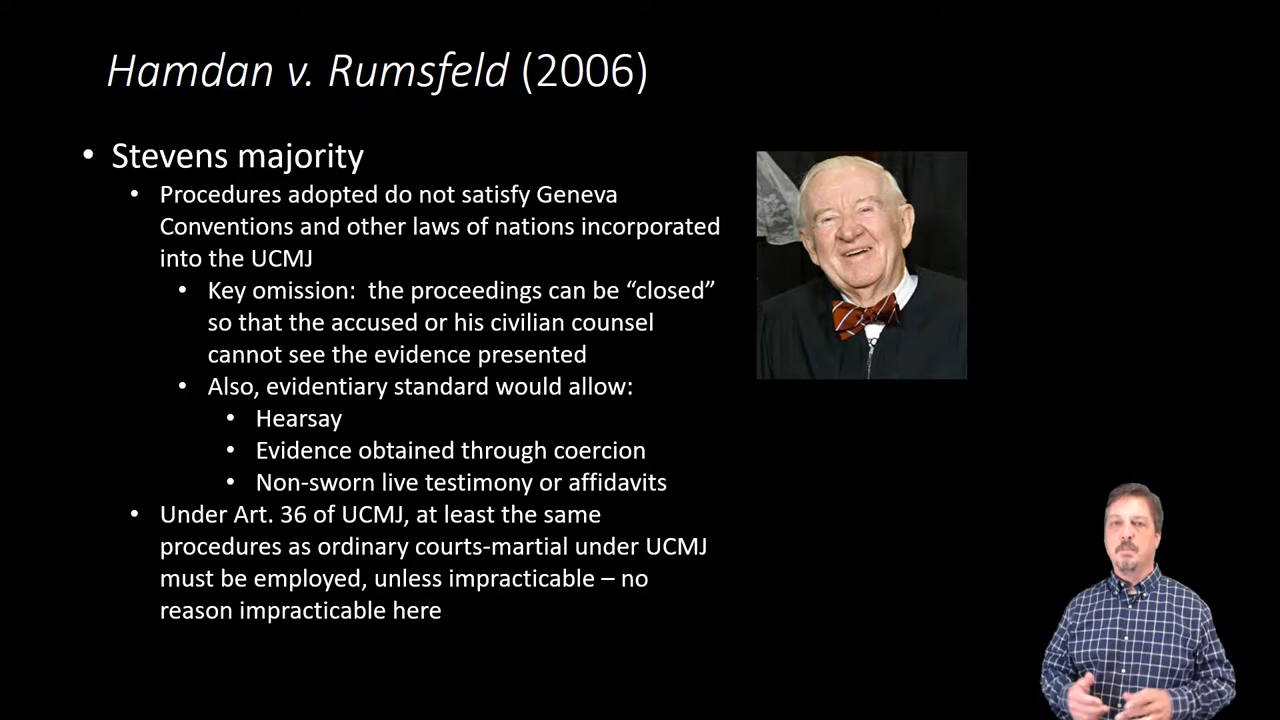 Hamdan v. Rumsfeld (2006)
• Stevens majority
• Procedures adopted do not satisfy Geneva
Conventions and other laws of nations incorporated
into the UCMJ
• Key omission: the proceedings can be “closed”
so that the accused or his civilian counsel
cannot see the evidence presented
• Also, evidentiary standard would allow:
• Hearsay
• Evidence obtained through coercion
• Non-sworn live testimony or affidavits
• Under Art. 36 of UCMJ, at least the same
procedures as ordinary courts-martial under UCMJ
must be employed, unless impracticable – no
reason impracticable here